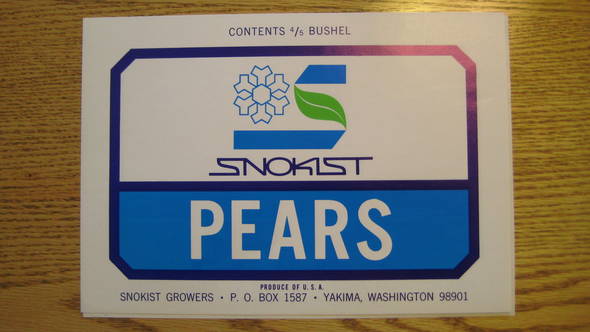 CONTENTS 4/5 BUSHEL
SNOKIST
PEARS
PRODUCE OF U.S.A.
SNOKIST GROWERS • P. O. BOX 1587 • YAKIMA, WASHINGTON 98901